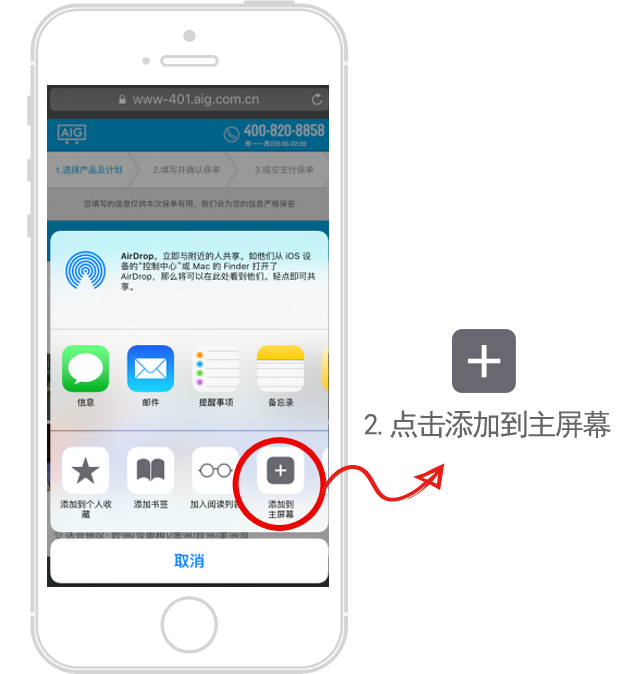 www-401.aig.com.cn
AIG
400-820-8858
周一~周日9:00-22:00
1.选择产品及计划
2.填写并确认保单
3.提交支付保单
您填写的信息仅供本次保单有用，我们会为您的信息严格保密
AirDrop。立即与附近的人共享。如他们从 iOS 设
备的“控制中心”或 Mac 的 Finder 打开了
AirDrop，那么将可以在此处看到他们。轻点即可共
享。
信息
邮件
提醒事项
备忘录
2. 点击添加到主屏幕
添加到个人收
藏
添加书签
加入阅读列表
添加到
主屏幕
取消